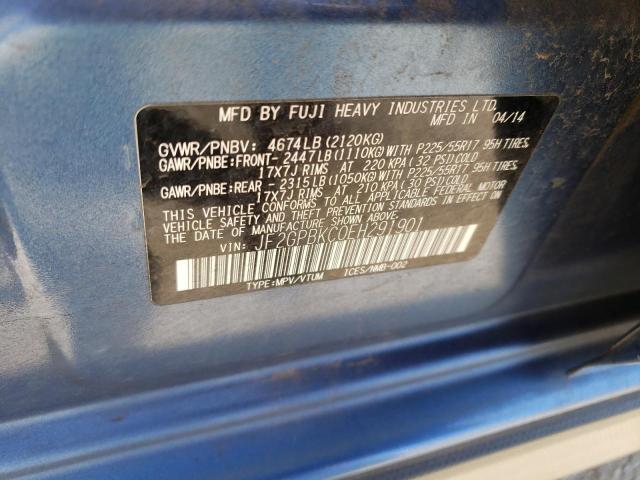 MFD BY FUJI HEAVY INDUSTRIES LTD.
MFD IN 04/14
GVWR/PNBV: 4674LB(2120KG)
GAWR/PNBE:FRONT-2447LB(1110KG)WITH P225/55R17 95H TIRES,
17X7J RIMS AT 220 KPA(32 PSI)COLD
GAWR/PNBE:REAR -2315LB(1050KG)WITH P225/55R17 95H TIRES,
17X7J RIMS AT 210 KPA(30 PSI)COLD
THIS VEHICLE CONFORMS TO ALL APPLICABLE FEDERAL MOTOR
VEHICLE SAFETY AND THEFT PREVENTION STANDARDS IN EFFECT
ON THE DATE OF MANUFACTURE SHOWN ABOVE.
VIN: JF2GPBKC0EH291901
TYPE:MPV/VTUM ICES/NMB-002